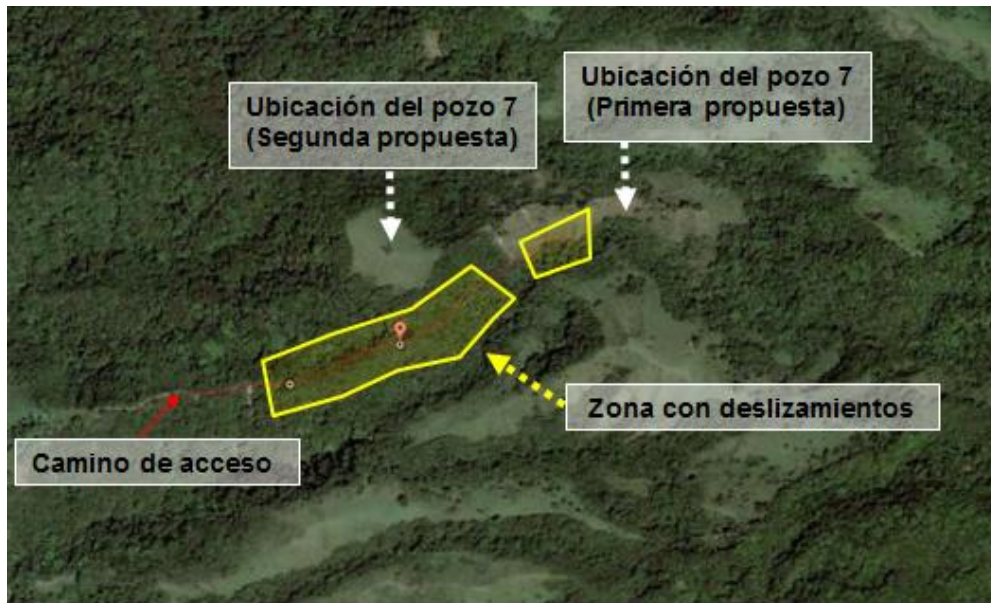 Ubicación del pozo 7
(Segunda propuesta)
Ubicación del pozo 7
(Primera propuesta)
Zona con deslizamientos
Camino de acceso